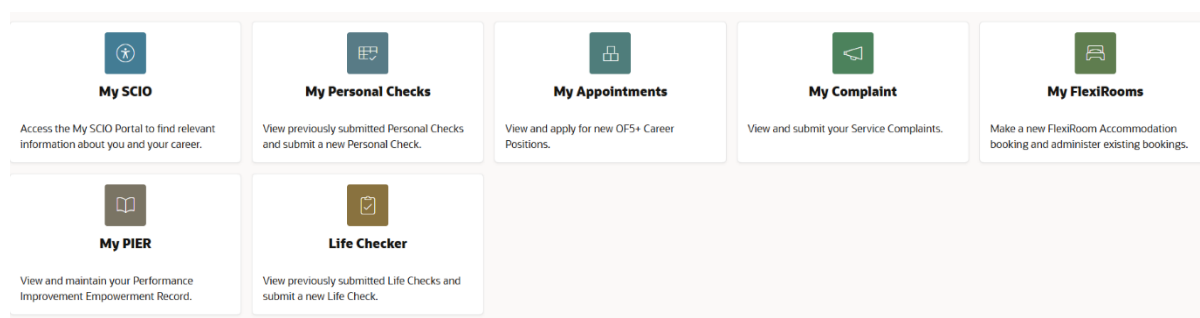 My SCIO
Access the My SCIO Portal to find relevant
information about you and your career.
My Personal Checks
View previously submitted Personal Checks
and submit a new Personal Check.
My Appointments
View and apply for new OF5+ Career
Positions.
My Complaint
View and submit your Service Complaints.
My FlexiRooms
Make a new FlexiRoom Accommodation
booking and administer existing bookings.
My PIER
View and maintain your Performance
Improvement Empowerment Record.
Life Checker
View previously submitted Life Checks and
submit a new Life Check.